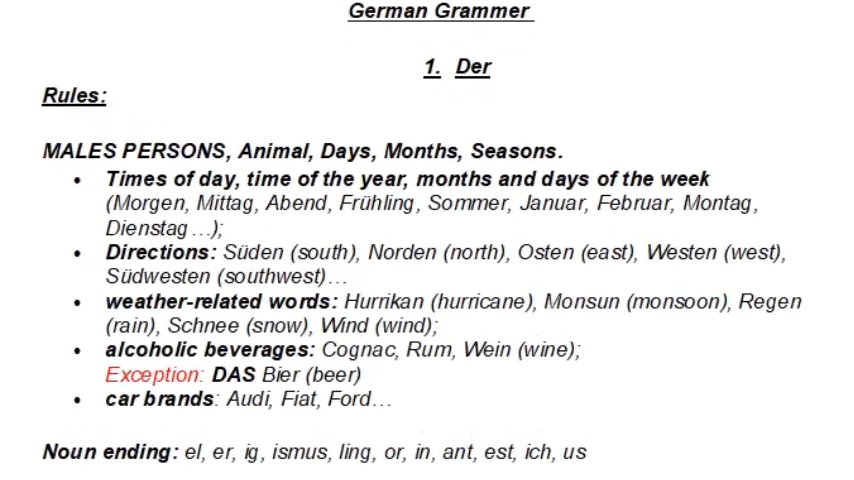 German Grammer
1. Der
Rules:
MALES PERSONS, Animal, Days, Months, Seasons.
• Times of day, time of the year, months and days of the week
(Morgen, Mittag, Abend, Frühling, Sommer, Januar, Februar, Montag,
Dienstag…);
• Directions: Süden (south), Norden (north), Osten (east), Westen (west),
Südwesten (southwest)…
• weather-related words: Hurrikan (hurricane), Monsun (monsoon), Regen
(rain), Schnee (snow), Wind (wind);
• alcoholic beverages: Cognac, Rum, Wein (wine);
Exception: DAS Bier (beer)
• car brands: Audi, Fiat, Ford…
Noun ending: el, er, ig, ismus, ling, or, in, ant, est, ich, us